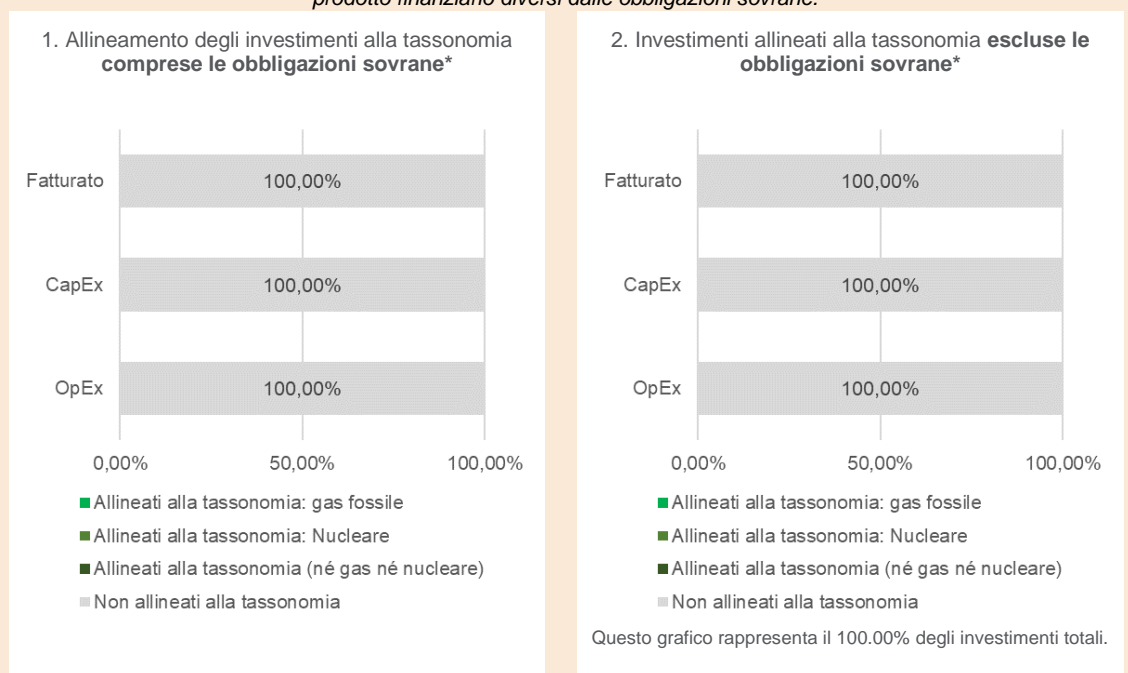 prodotto finanziario diversi dalle obbligazioni sovrane.
1. Allineamento degli investimenti alla tassonomia
comprese le obbligazioni sovrane*
Fatturato
100,00%
CapEx
100,00%
OpEx
100,00%
0,00%
50,00%
100,00%
Allineati alla tassonomia: gas fossile
Allineati alla tassonomia: Nucleare
Allineati alla tassonomia (né gas né nucleare)
Non allineati alla tassonomia
2. Investimenti allineati alla tassonomia escluse le
obbligazioni sovrane*
Fatturato
100,00%
CapEx
100,00%
OpEx
100,00%
0,00%
50,00%
100,00%
Allineati alla tassonomia: gas fossile
Allineati alla tassonomia: Nucleare
Allineati alla tassonomia (né gas né nucleare)
Non allineati alla tassonomia
Questo grafico rappresenta il 100.00% degli investimenti totali.